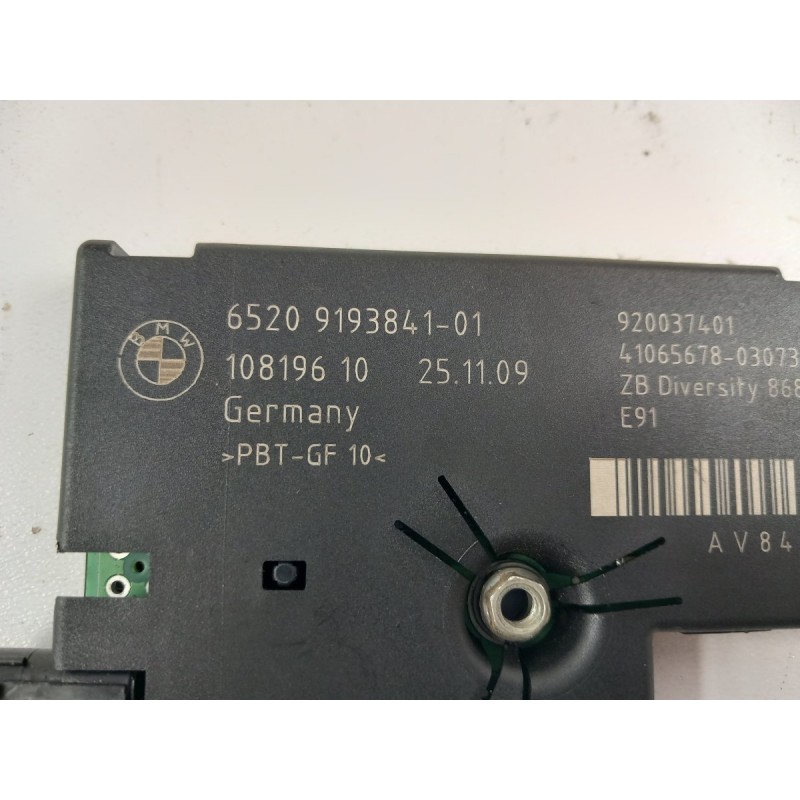 BMW
6520 9193841-01
108196 10 25.11.09
Germany
>PBT-GF 10<
920037401
41065678-03073
ZB Diversity 868
E91
AV84